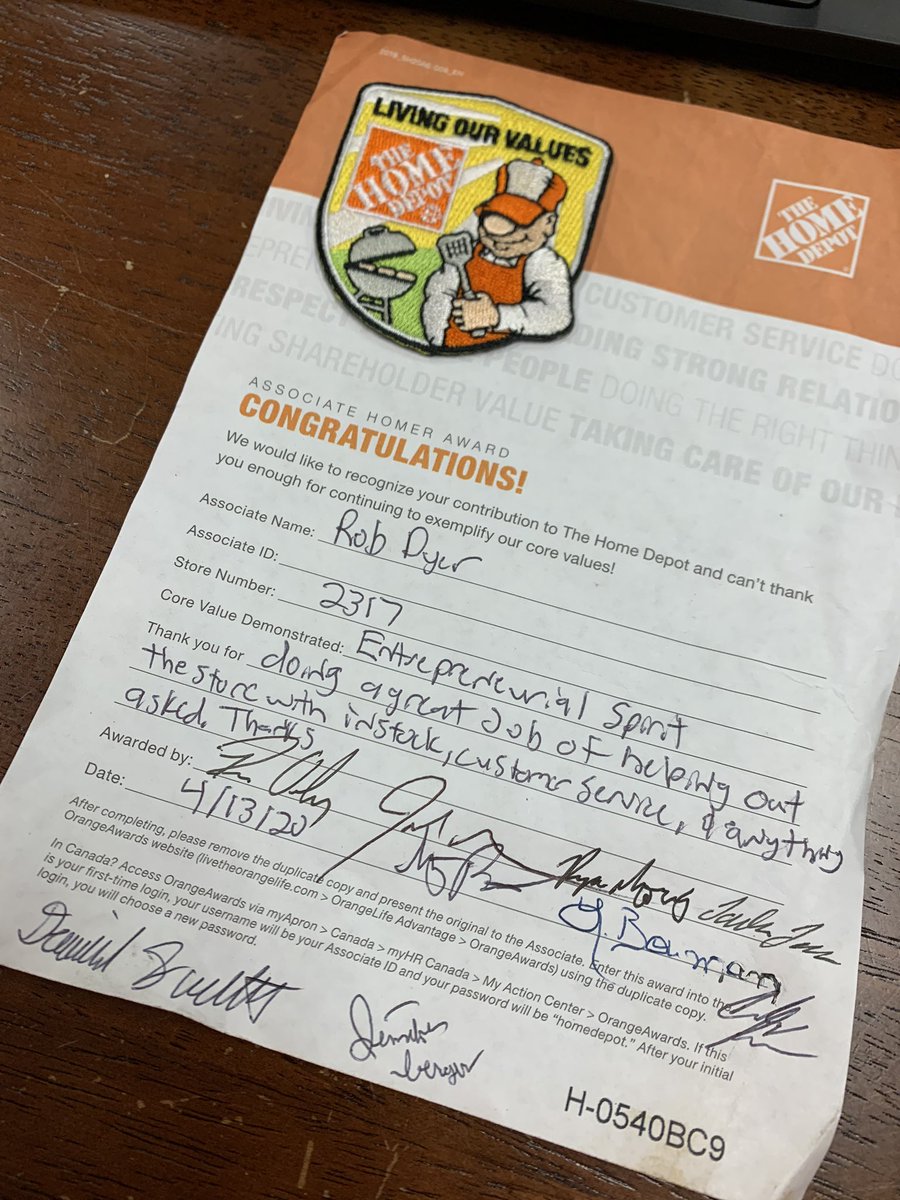 LIVING OUR VALUES
THE
HOME
DEPOT
THE
HOME
DEPOT
CUSTOMER SERVICE DO
RESPECT DING STRONG RELATIO
ING SHAREHOLDER VALUE PEOPLE DOING THE RIGHT THIN
TAKING CARE OF OUR
ASSOCIATE HOMER AWARD
CONGRATULATIONS!
We would like to recognize your contribution to The Home Depot and can't thank
you enough for continuing to exemplify our core values!
Associate Name: Rob Dyer
Associate ID:
Store Number: 2317
Core Value Demonstrated: Entrepreneurial Spirit
Thank you for doing a great Job of helping out
the store with instock, customer service, & anything
asked. Thanks
Awarded by:
Date: 4/13/20
After completing, please remove the duplicate copy and present the original to the Associate. Enter this award into the
OrangeAwards website (livetheorangelife.com > OrangeLife Advantage > OrangeAwards) using the duplicate copy.
In Canada? Access OrangeAwards via myApron > Canada > myHR Canada > My Action Center > OrangeAwards. If this
is your first-time login, your username will be your Associate ID and your password will be "homedepot." After your initial
login, you will choose a new password.
H-0540BC9